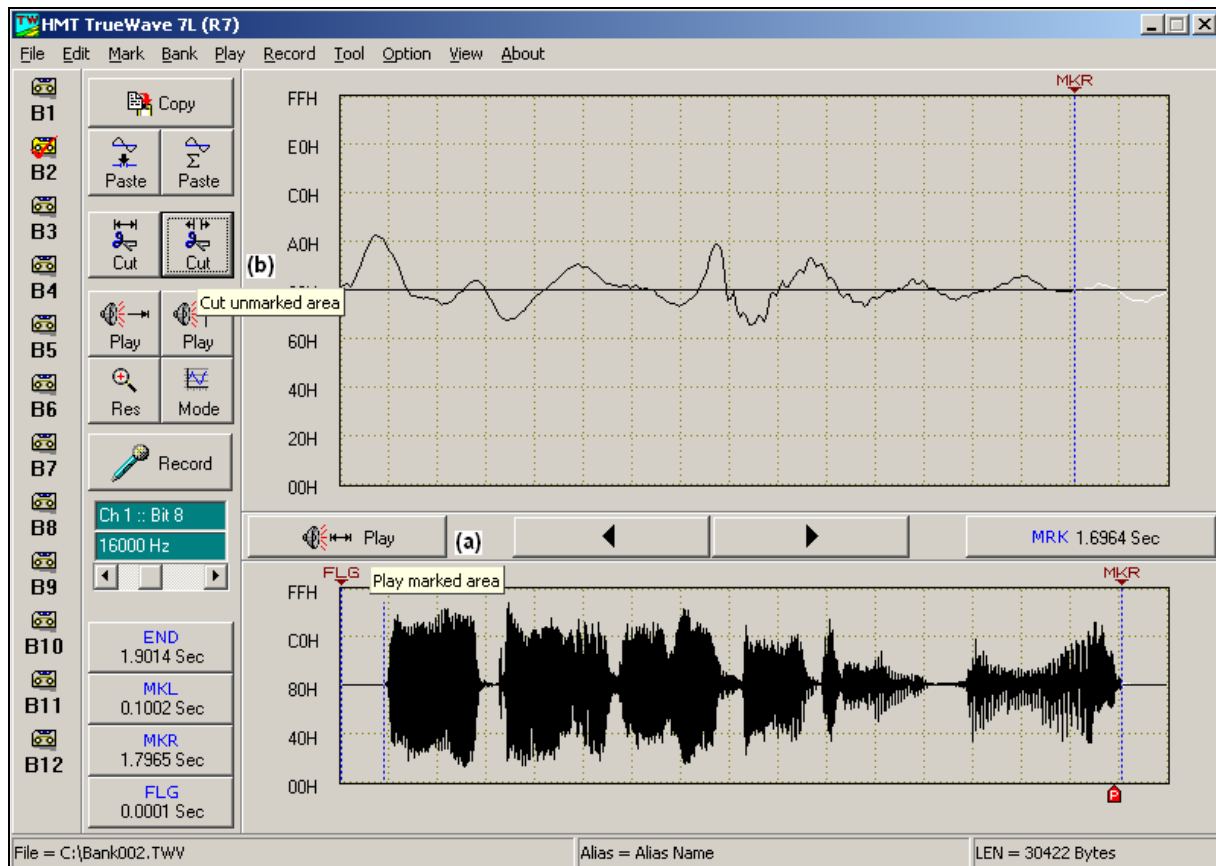 HMT TrueWave 7L (R7)
File Edit Mark Bank Play Record Tool Option View About
B1
B2
B3
B4
B5
B6
B7
B8
B9
B10
B11
B12
Copy
Paste Paste
Cut Cut
(b)
Cut unmarked area
Play Play
Res Mode
Record
Ch 1 :: Bit 8
16000 Hz
END
1.9014 Sec
MKL
0.1002 Sec
MKR
1.7965 Sec
FLG
0.0001 Sec
MKR
FFH
E0H
C0H
A0H
60H
40H
20H
00H
Play
(a)
MRK 1.6964 Sec
Play marked area
FLG
MKR
FFH
C0H
80H
40H
00H
P
File = C:\Bank002.TWV
Alias = Alias Name
LEN = 30422 Bytes